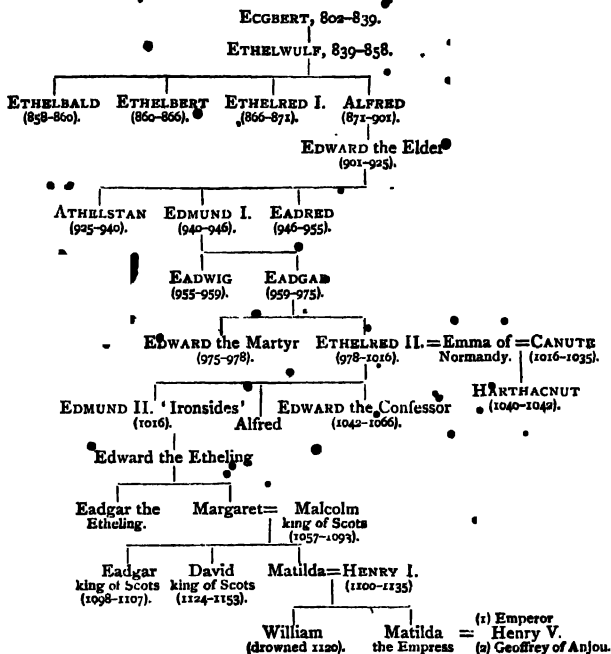 ECGBERT, 802–839.
ETHELWULF, 839–858.
ETHELBALD ETHELBERT ETHELRED I. ALFRED
(858–860). (860–866). (866–871). (871–901).
EDWARD the Elder
(901–925).
ATHELSTAN EDMUND I. EADRED
(925–940). (940–946). (946–955).
EADWIG EADGAR
(955–959). (959–975).
EDWARD the Martyr ETHELRED II. = Emma of = CANUTE
(975–978). (978–1016). Normandy. (1016–1035).
HARTHACNUT
(1040–1042).
EDMUND II. 'Ironsides' Alfred EDWARD the Confessor
(1016). (1042–1066).
Edward the Etheling
Eadgar the Margaret = Malcolm
Etheling. king of Scots
(1057–1093).
Eadgar David Matilda = HENRY I.
king of Scots king of Scots (1100–1135)
(1098–1107). (1124–1153).
(1) Emperor
William Matilda = Henry V.
(drowned 1120). the Empress (2) Geoffrey of Anjou.